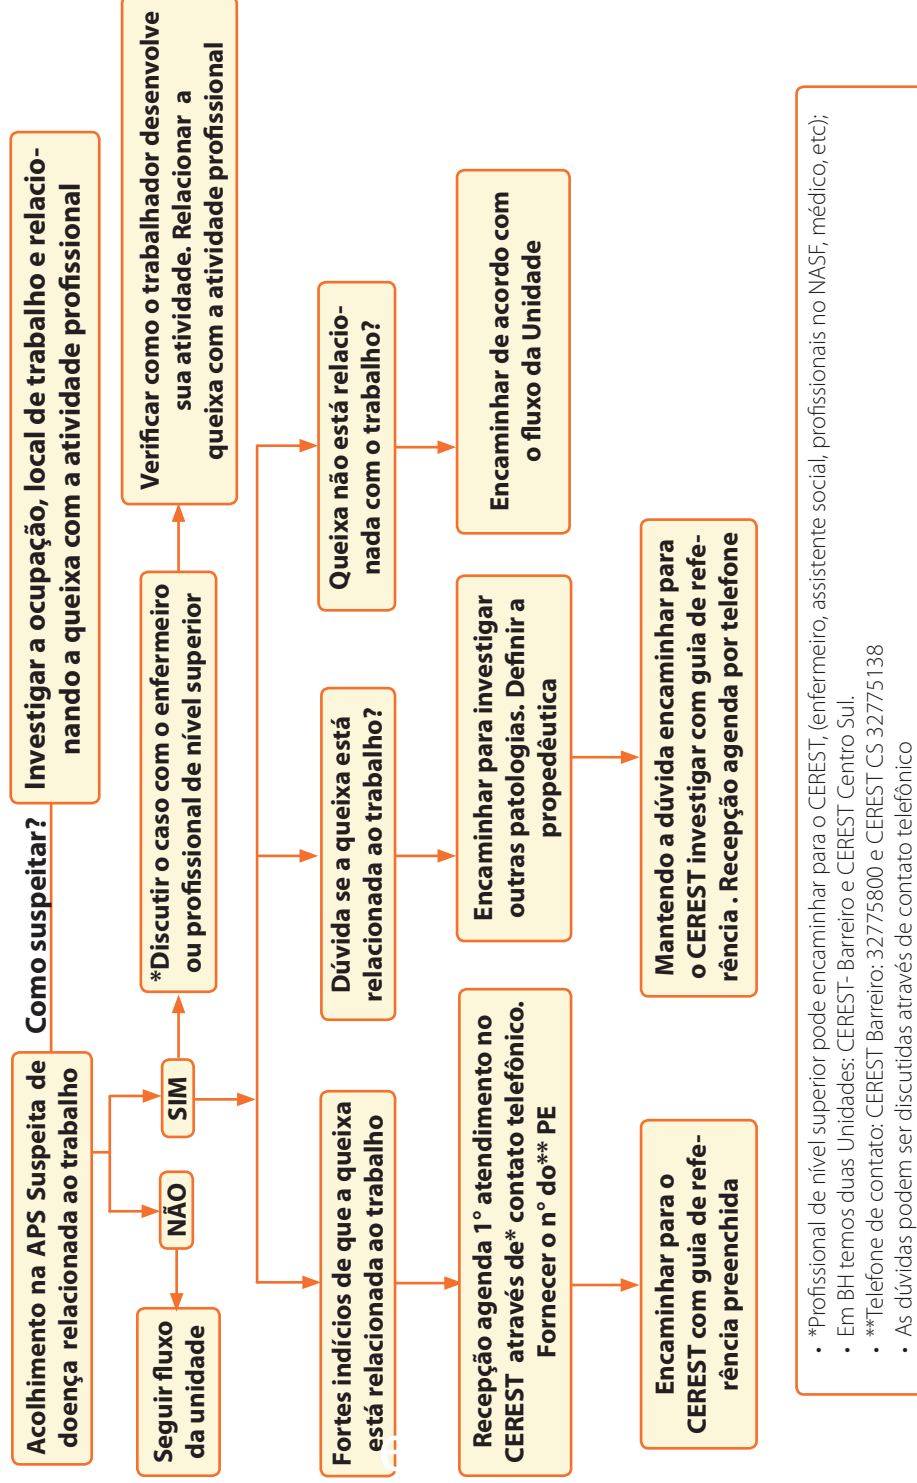 Acolhimento na APS Suspeita de
doença relacionada ao trabalho
Como suspeitar?
Investigar a ocupação, local de trabalho e relacio-
nando a queixa com a atividade profissional
NÃO
SIM
Seguir fluxo
da unidade
*Discutir o caso com o enfermeiro
ou profissional de nível superior
Verificar como o trabalhador desenvolve
sua atividade. Relacionar a
queixa com a atividade profissional
Fortes indícios de que a queixa
está relacionada ao trabalho
Dúvida se a queixa está
relacionada ao trabalho?
Queixa não está relacio-
nada com o trabalho?
Recepção agenda 1° atendimento no
CEREST através de* contato telefônico.
Fornecer o n° do** PE
Encaminhar para investigar
outras patologias. Definir a
propedêutica
Encaminhar de acordo com
o fluxo da Unidade
Encaminhar para o
CEREST com guia de refe-
rência preenchida
Mantendo a dúvida encaminhar para
o CEREST investigar com guia de refe-
rência . Recepção agenda por telefone
• *Profissional de nível superior pode encaminhar para o CEREST, (enfermeiro, assistente social, profissionais no NASF, médico, etc);
• Em BH temos duas Unidades: CEREST- Barreiro e CEREST Centro Sul.
• **Telefone de contato: CEREST Barreiro: 32775800 e CEREST CS 32775138
• As dúvidas podem ser discutidas através de contato telefônico